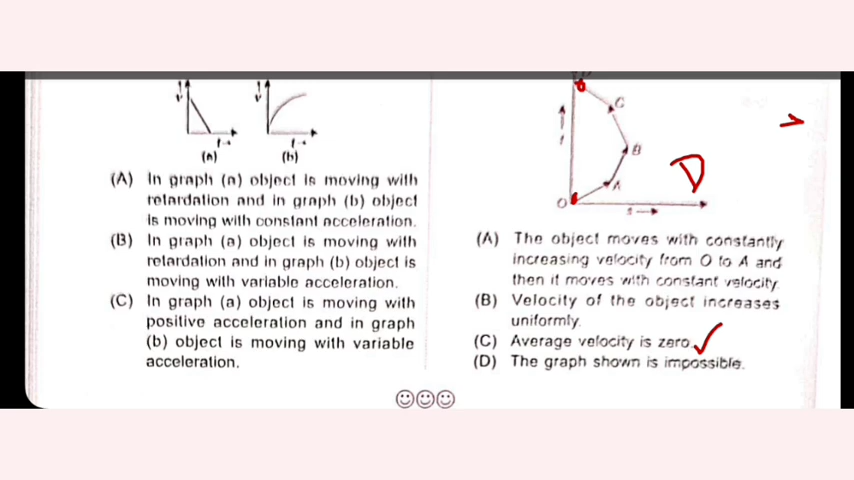 (a)
(b)
(A) In graph (a) object is moving with
retardation and in graph (b) object
is moving with constant acceleration.
(B) In graph (a) object is moving with
retardation and in graph (b) object is
moving with variable acceleration.
(C) In graph (a) object is moving with
positive acceleration and in graph
(b) object is moving with variable
acceleration.
C
B
A
O
t
s
D
(A) The object moves with constantly
increasing velocity from O to A and
then it moves with constant velocity.
(B) Velocity of the object increases
uniformly.
(C) Average velocity is zero.
(D) The graph shown is impossible.